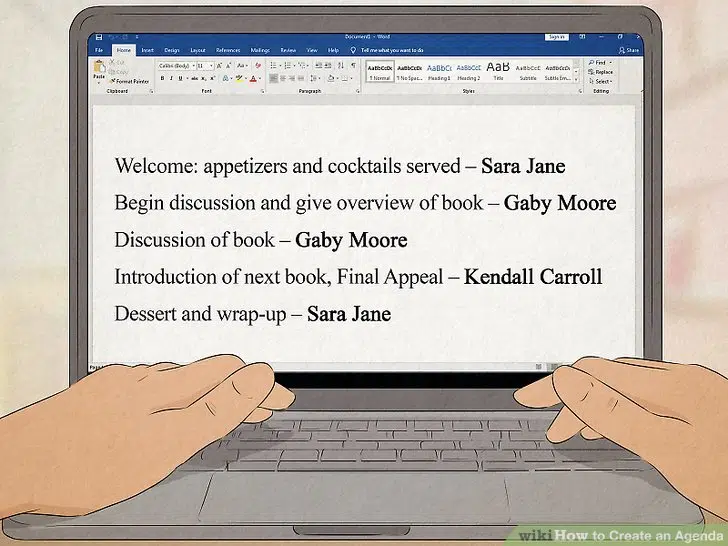 Document1 - Word
Sign in
File Home Insert Design Layout References Mailings Review View Help Tell me what you want to do Share
Paste
Cut
Copy
Format Painter
Clipboard
Calibri (Body) 11
Font
Paragraph
AaBbCcDc AaBbCcDc AaBbCc AaBbCcD AaB AaBbCcD AaBbCcDt
¶ Normal ¶ No Spac... Heading 1 Heading 2 Title Subtitle Subtle Em...
Styles
Find
Replace
Select
Editing
Welcome: appetizers and cocktails served – Sara Jane
Begin discussion and give overview of book – Gaby Moore
Discussion of book – Gaby Moore
Introduction of next book, Final Appeal – Kendall Carroll
Dessert and wrap-up – Sara Jane
wikiHow to Create an Agenda